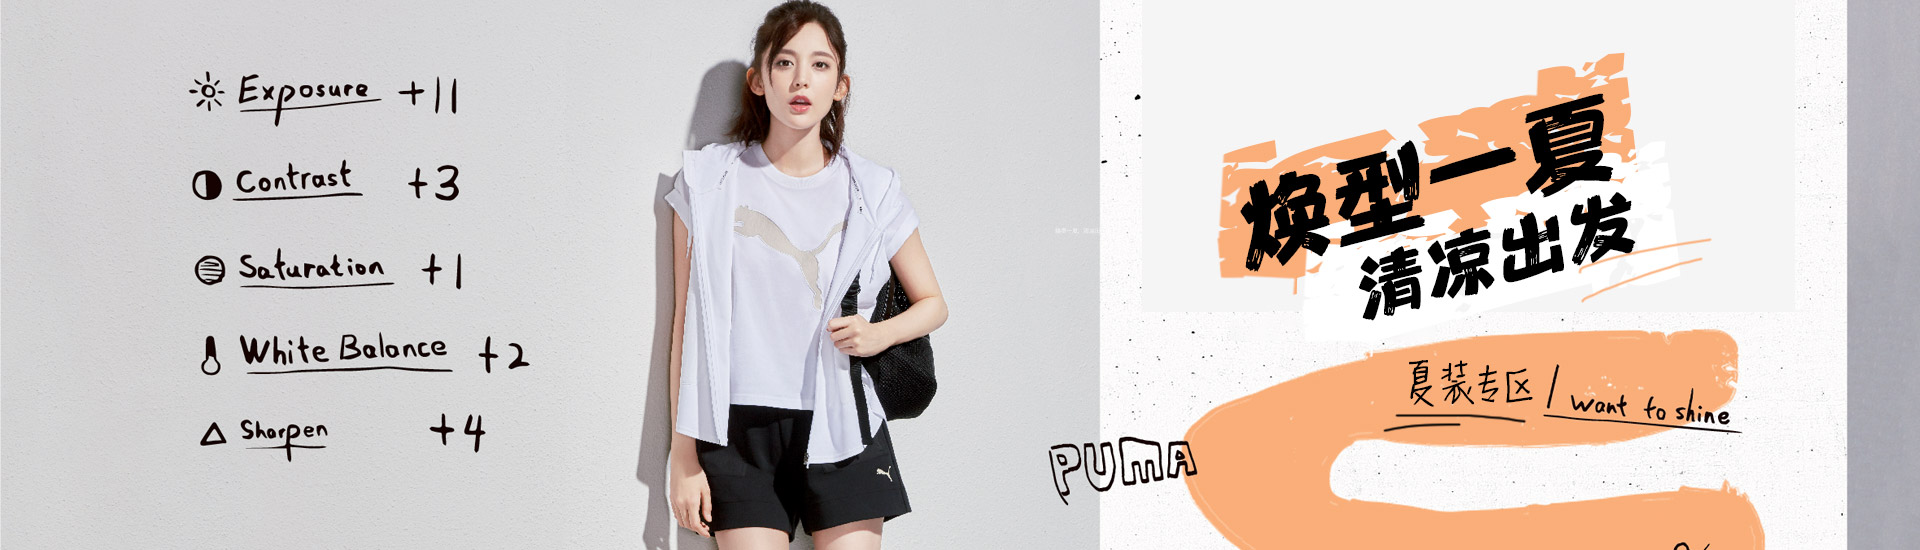 Exposure +11
Contrast +3
Saturation +1
White Balance +2
Sharpen +4
焕型一夏
清凉出发
夏装专区 / want to shine
PUMA